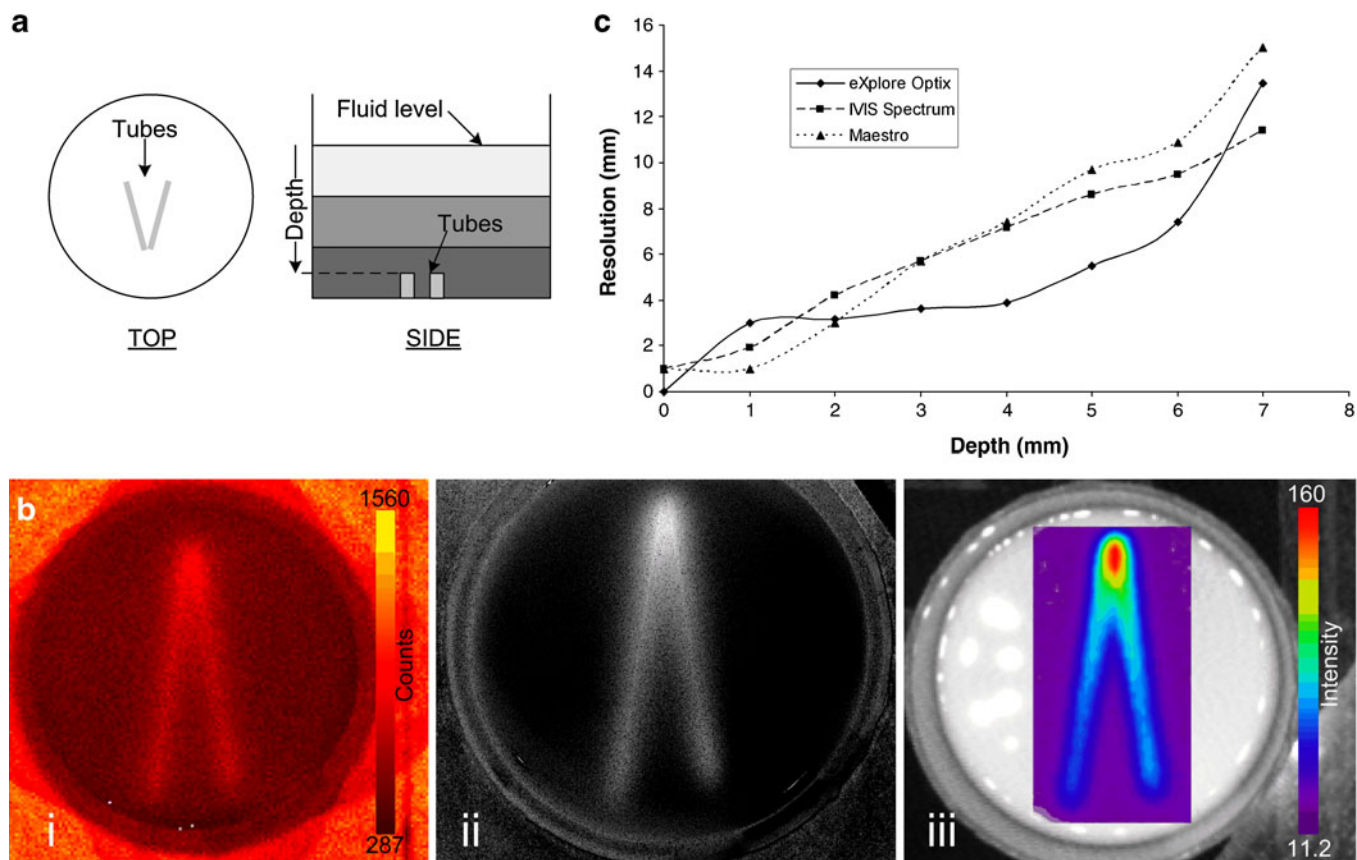 a
Tubes
TOP
Fluid level
Depth
Tubes
SIDE
c
Resolution (mm)
16
14
12
10
8
6
4
2
0
eXplore Optix
IVIS Spectrum
Maestro
0 1 2 3 4 5 6 7 8
Depth (mm)
b
i
1560
Counts
287
ii
iii
160
Intensity
11.2